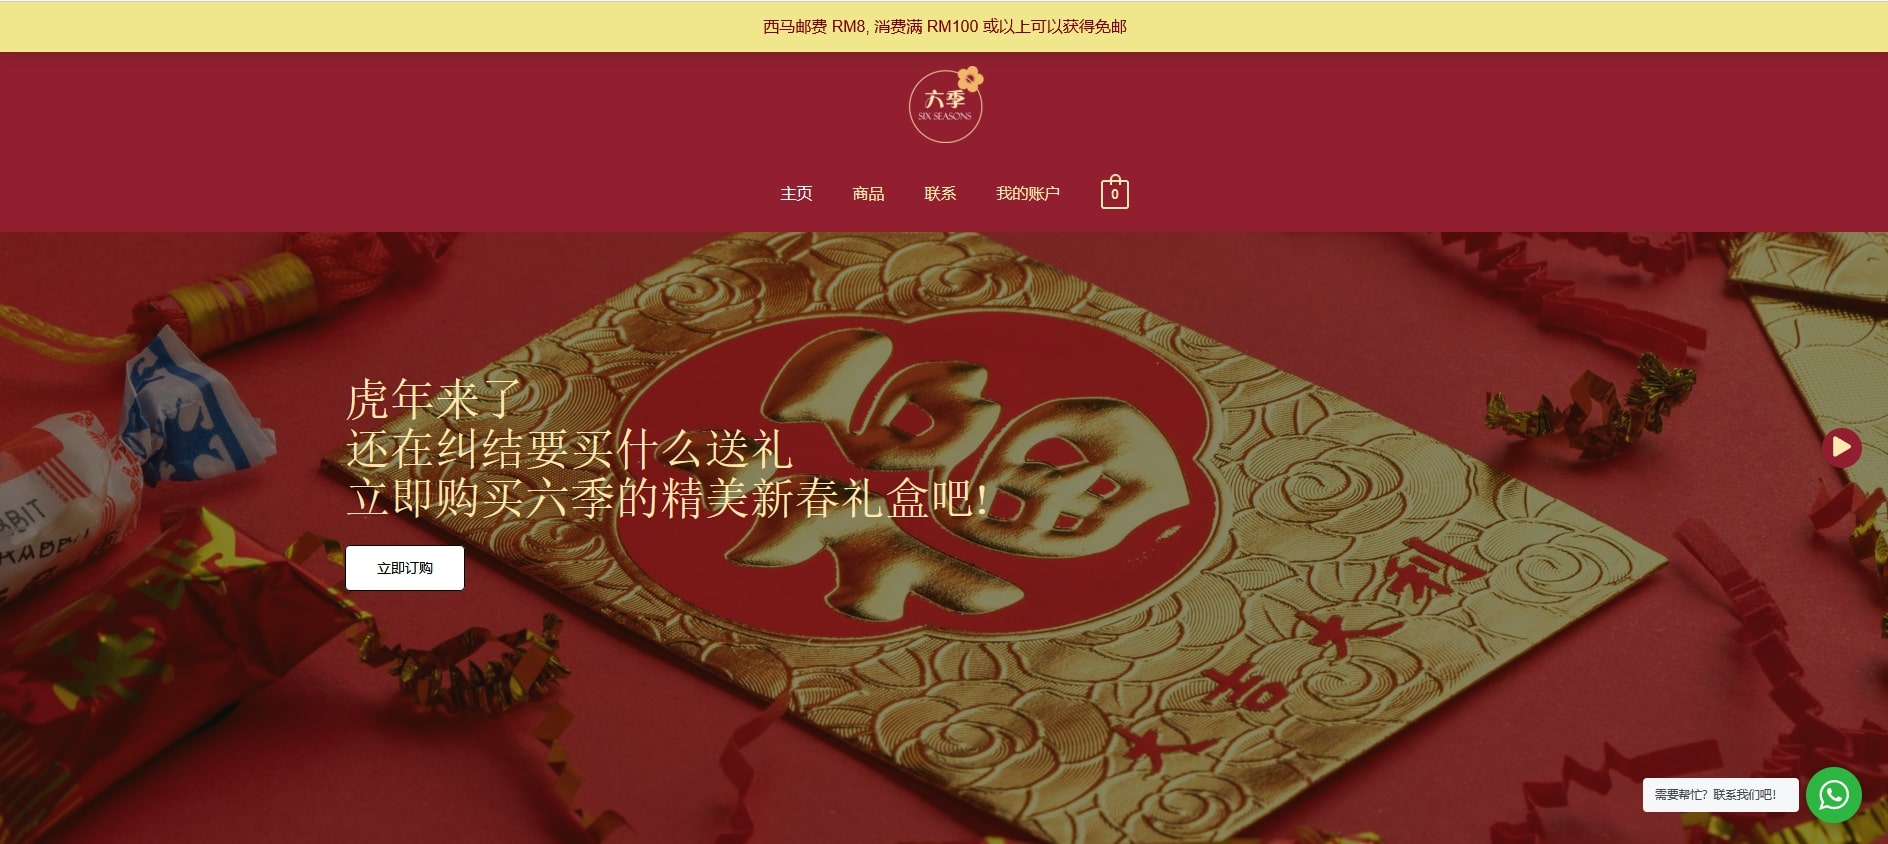 西马邮费 RM8, 消费满 RM100 或以上可以获得免邮
六季
SIX SEASONS
主页 商品 联系 我的账户 0
虎年来了
还在纠结要买什么送礼
立即购买六季的精美新春礼盒吧!
立即订购
福
大吉大利
ABIT
RABBIT
需要帮忙？联系我们吧！